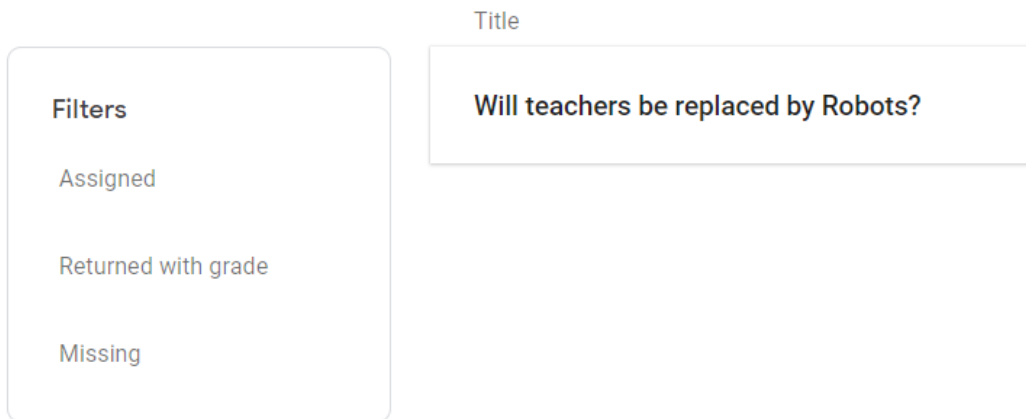 Title
Filters
Will teachers be replaced by Robots?
Assigned
Returned with grade
Missing